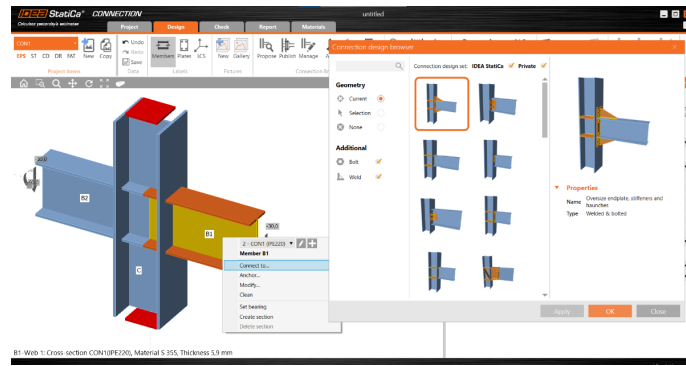 IDEA StatiCa® CONNECTION
untitled
Calculate yesterday's estimates
Project Design Check Report Materials
CON1
EPS ST CD DR FAT New Copy
Undo
Redo
Save
Members Plates LCS
New Gallery
Propose Publish Manage
Project Items Data Labels Pictures
Connection design browser
Connection design set: IDEA StatiCa Private
Geometry
Current
Selection
None
Additional
Bolt
Weld
Properties
Name Oversize endplate, stiffeners and haunches
Type Welded & bolted
Apply OK Close
B2
B1
C
2 - CON1 (IPE220)
Member B1
Connect to...
Anchor...
Modify...
Clean
Set bearing
Create section
Delete section
B1-Web 1: Cross-section CON1(IPE220), Material S 355, Thickness 5,9 mm